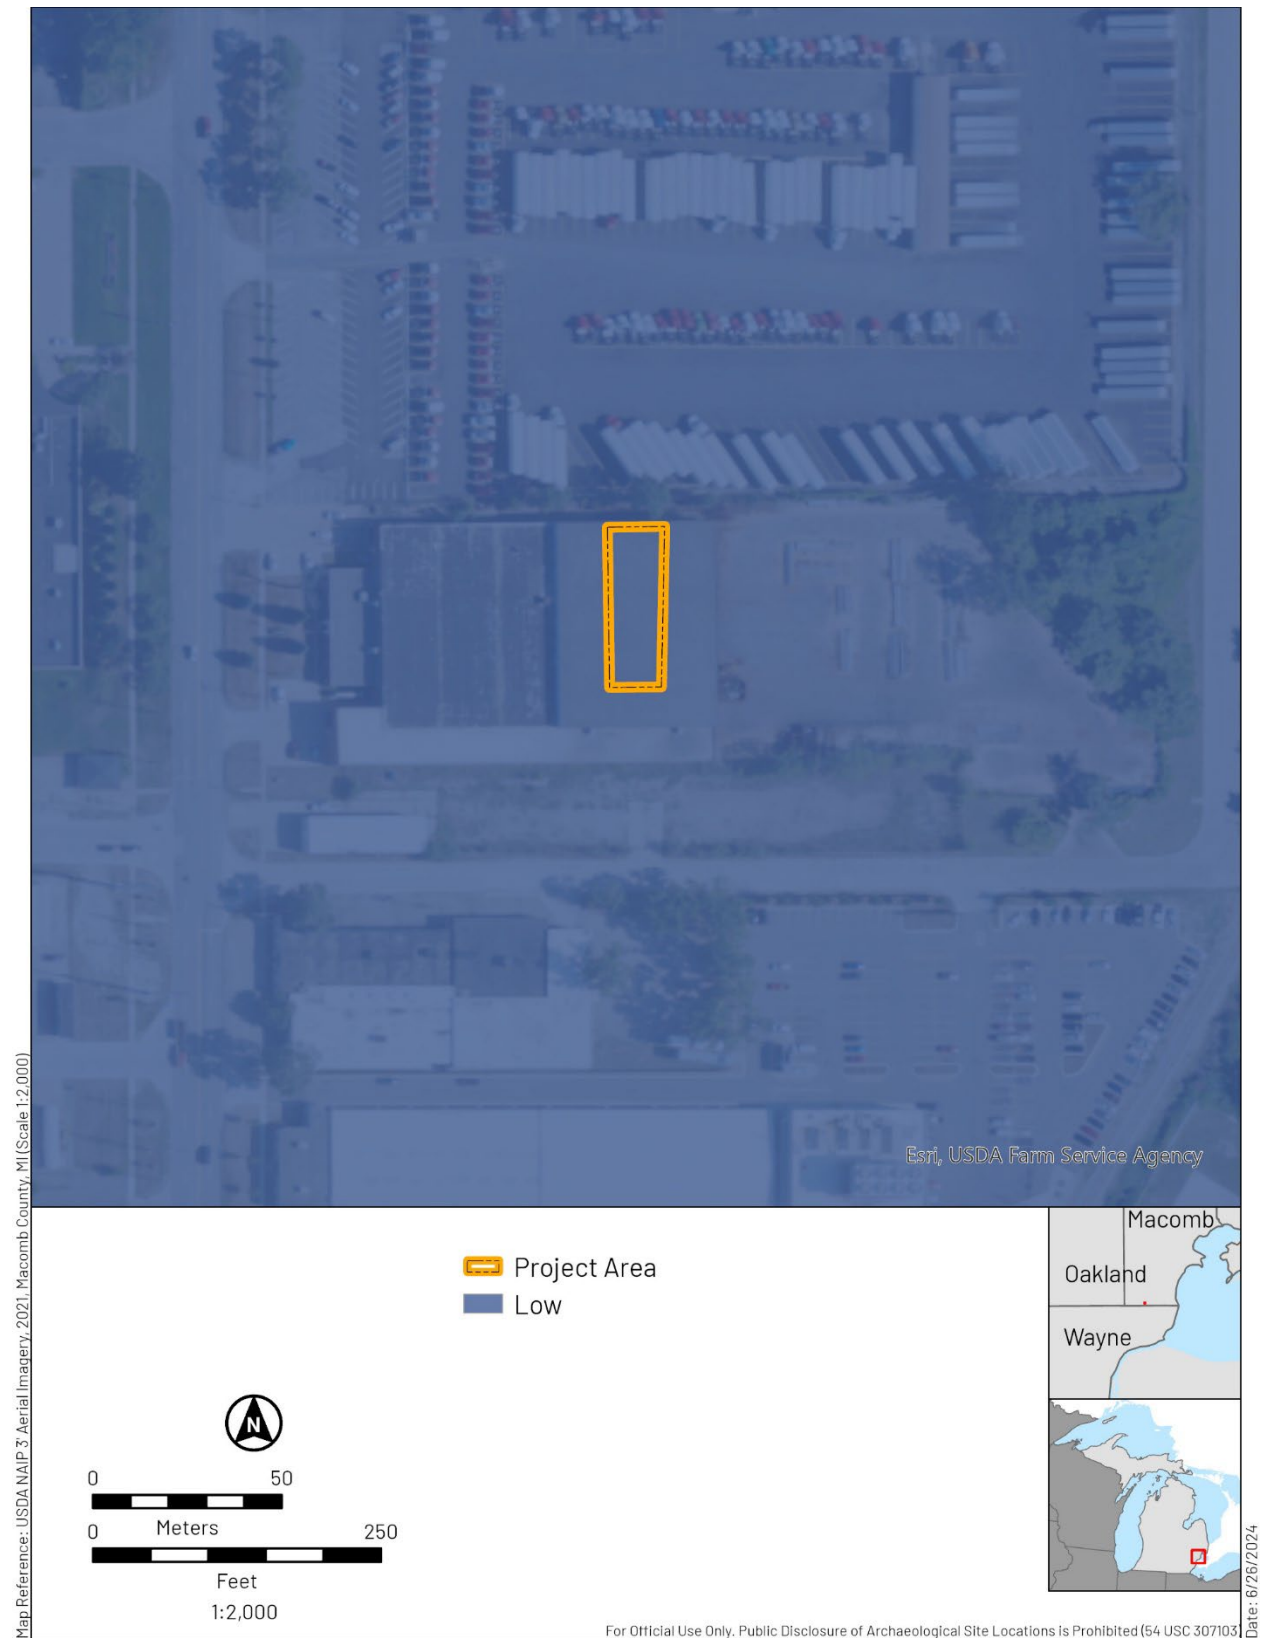 Esri, USDA Farm Service Agency
Map Reference: USDA NAIP 3' Aerial Imagery, 2021, Macomb County, MI (Scale 1:2,000)
Project Area
Low
Macomb
Oakland
Wayne
N
0 50
Meters
0 250
Feet
1:2,000
For Official Use Only. Public Disclosure of Archaeological Site Locations is Prohibited (54 USC 307103)
Date: 6/26/2024